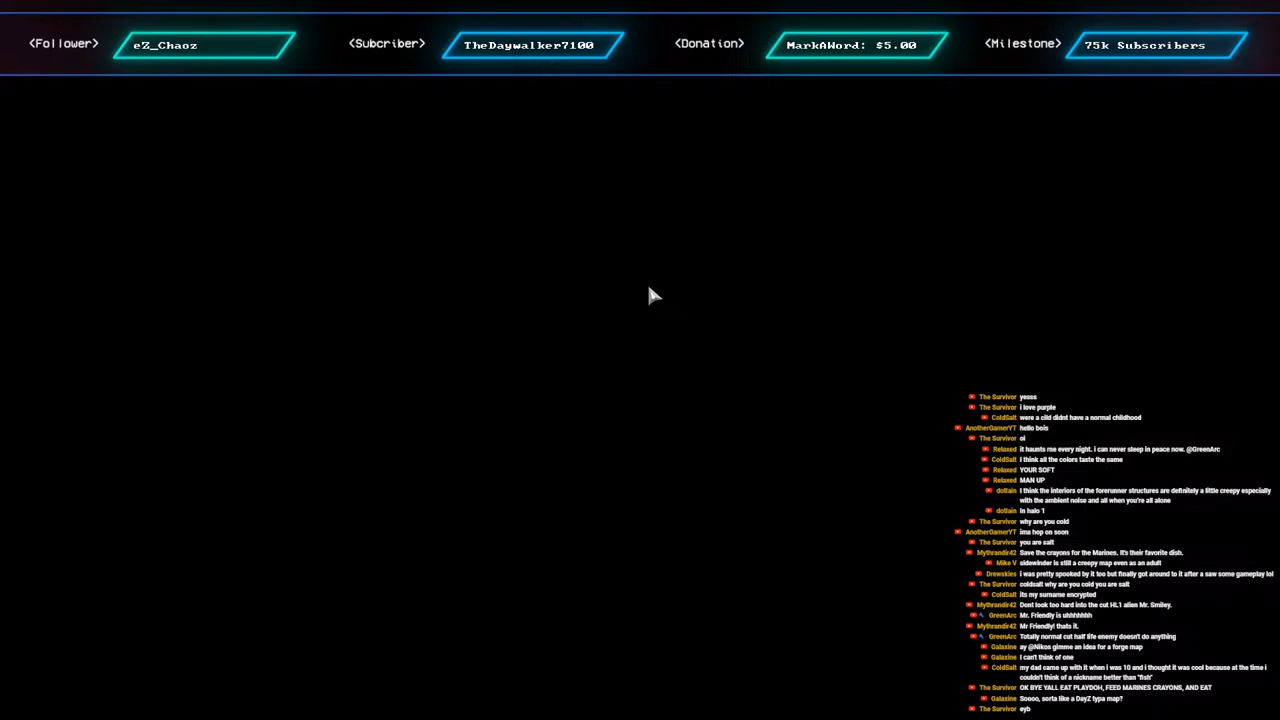 <Follower> eZ_Chaoz <Subcriber> TheDaywalker7100 <Donation> MarkAWord: $5.00 <Milestone> 75k Subscribers
The Survivor yesss
The Survivor i love purple
ColdSalt were a cild didnt have a normal childhood
AnotherGamerYT hello bois
The Survivor oi
Relaxed it haunts me every night. i can never sleep in peace now. @GreenArc
ColdSalt I think all the colors taste the same
Relaxed YOUR SOFT
Relaxed MAN UP
dotlain I think the interiors of the forerunner structures are definitely a little creepy especially
with the ambient noise and all when you're all alone
dotlain In halo 1
The Survivor why are you cold
AnotherGamerYT ima hop on soon
The Survivor you are salt
Mythrandir42 Save the crayons for the Marines. It's their favorite dish.
Mike V sidewinder is still a creepy map even as an adult
Drewskies i was pretty spooked by it too but finally got around to it after a saw some gameplay lol
The Survivor coldsalt why are you cold you are salt
ColdSalt its my surname encrypted
Mythrandir42 Dont look too hard into the cut HL1 alien Mr. Smiley.
GreenArc Mr. Friendly is uhhhhhhh
Mythrandir42 Mr Friendly! thats it.
GreenArc Totally normal cut half life enemy doesn't do anything
Galaxine ay @Nikos gimme an idea for a forge map
Galaxine I can't think of one
ColdSalt my dad came up with it when i was 10 and i thought it was cool because at the time i
couldn't think of a nickname better than "fish"
The Survivor OK BYE YALL EAT PLAYDOH, FEED MARINES CRAYONS, AND EAT
Galaxine Soooo, sorta like a DayZ typa map?
The Survivor eyb